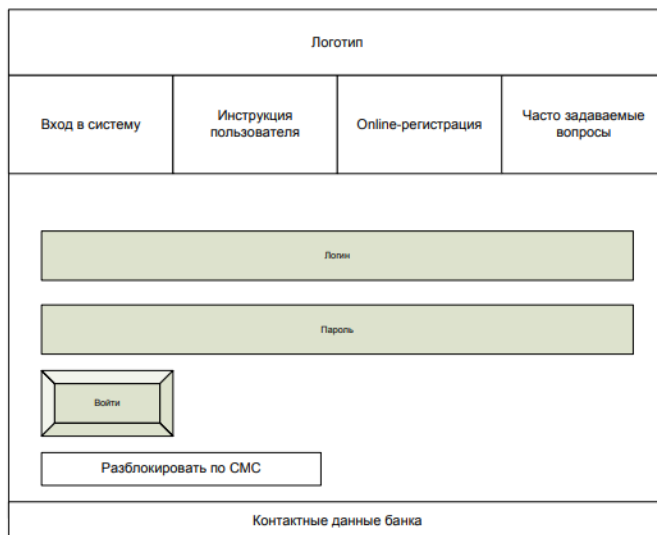 Логотип
Вход в систему
Инструкция
пользователя
Online-регистрация
Часто задаваемые
вопросы
Логин
Пароль
Войти
Разблокировать по СМС
Контактные данные банка